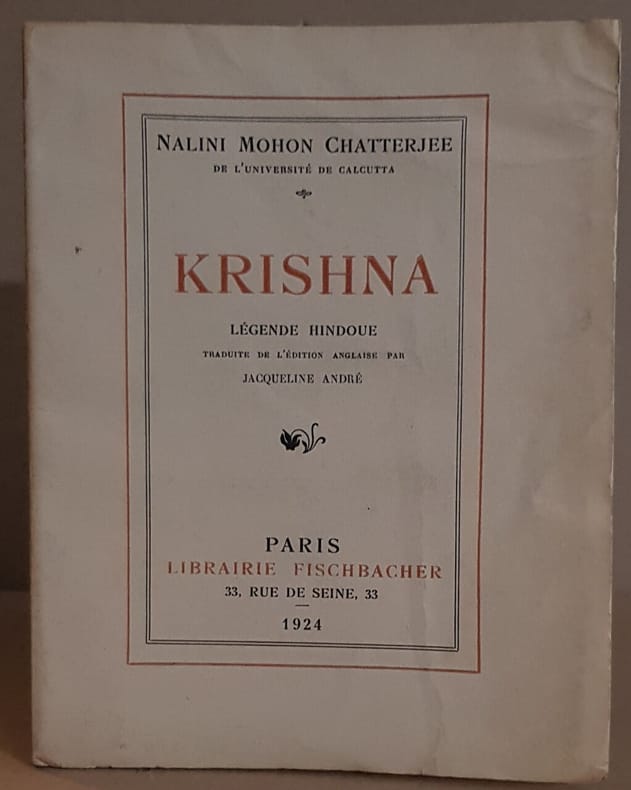 NALINI MOHON CHATTERJEE
DE L'UNIVERSITÉ DE CALCUTTA
KRISHNA
LÉGENDE HINDOUE
TRADUITE DE L'ÉDITION ANGLAISE PAR
JACQUELINE ANDRÉ
PARIS
LIBRAIRIE FISCHBACHER
33, RUE DE SEINE, 33
1924